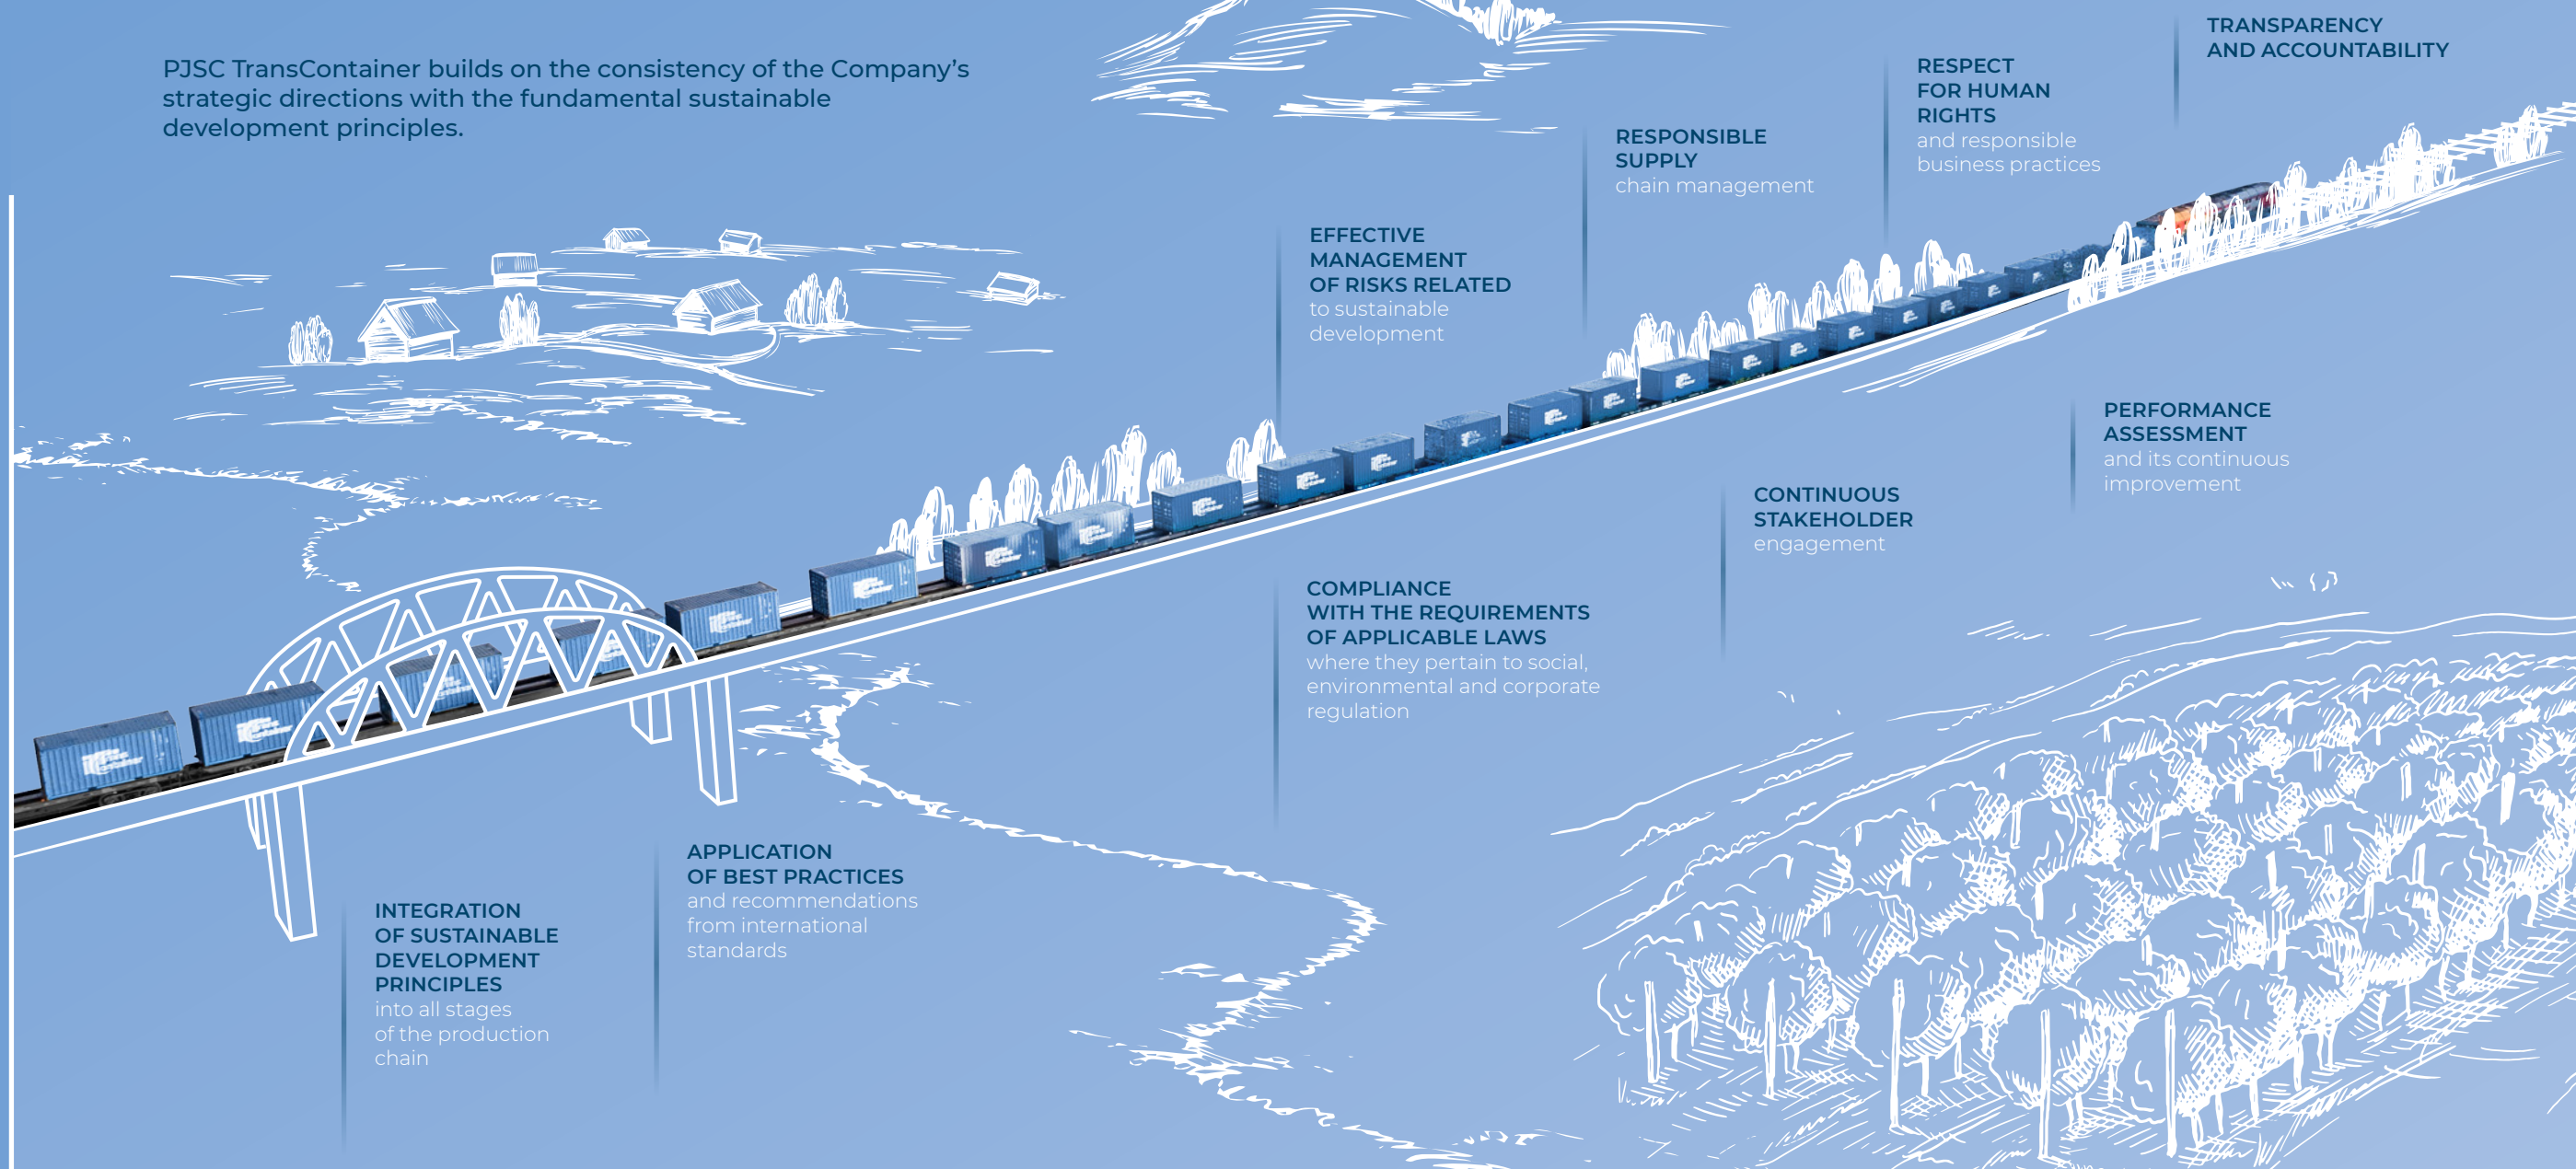 PJSC TransContainer builds on the consistency of the Company’s
strategic directions with the fundamental sustainable
development principles.
TRANSPARENCY
AND ACCOUNTABILITY
RESPECT
FOR HUMAN
RIGHTS
and responsible
business practices
RESPONSIBLE
SUPPLY
chain management
EFFECTIVE
MANAGEMENT
OF RISKS RELATED
to sustainable
development
PERFORMANCE
ASSESSMENT
and its continuous
improvement
CONTINUOUS
STAKEHOLDER
engagement
COMPLIANCE
WITH THE REQUIREMENTS
OF APPLICABLE LAWS
where they pertain to social,
environmental and corporate
regulation
APPLICATION
OF BEST PRACTICES
and recommendations
from international
standards
INTEGRATION
OF SUSTAINABLE
DEVELOPMENT
PRINCIPLES
into all stages
of the production
chain